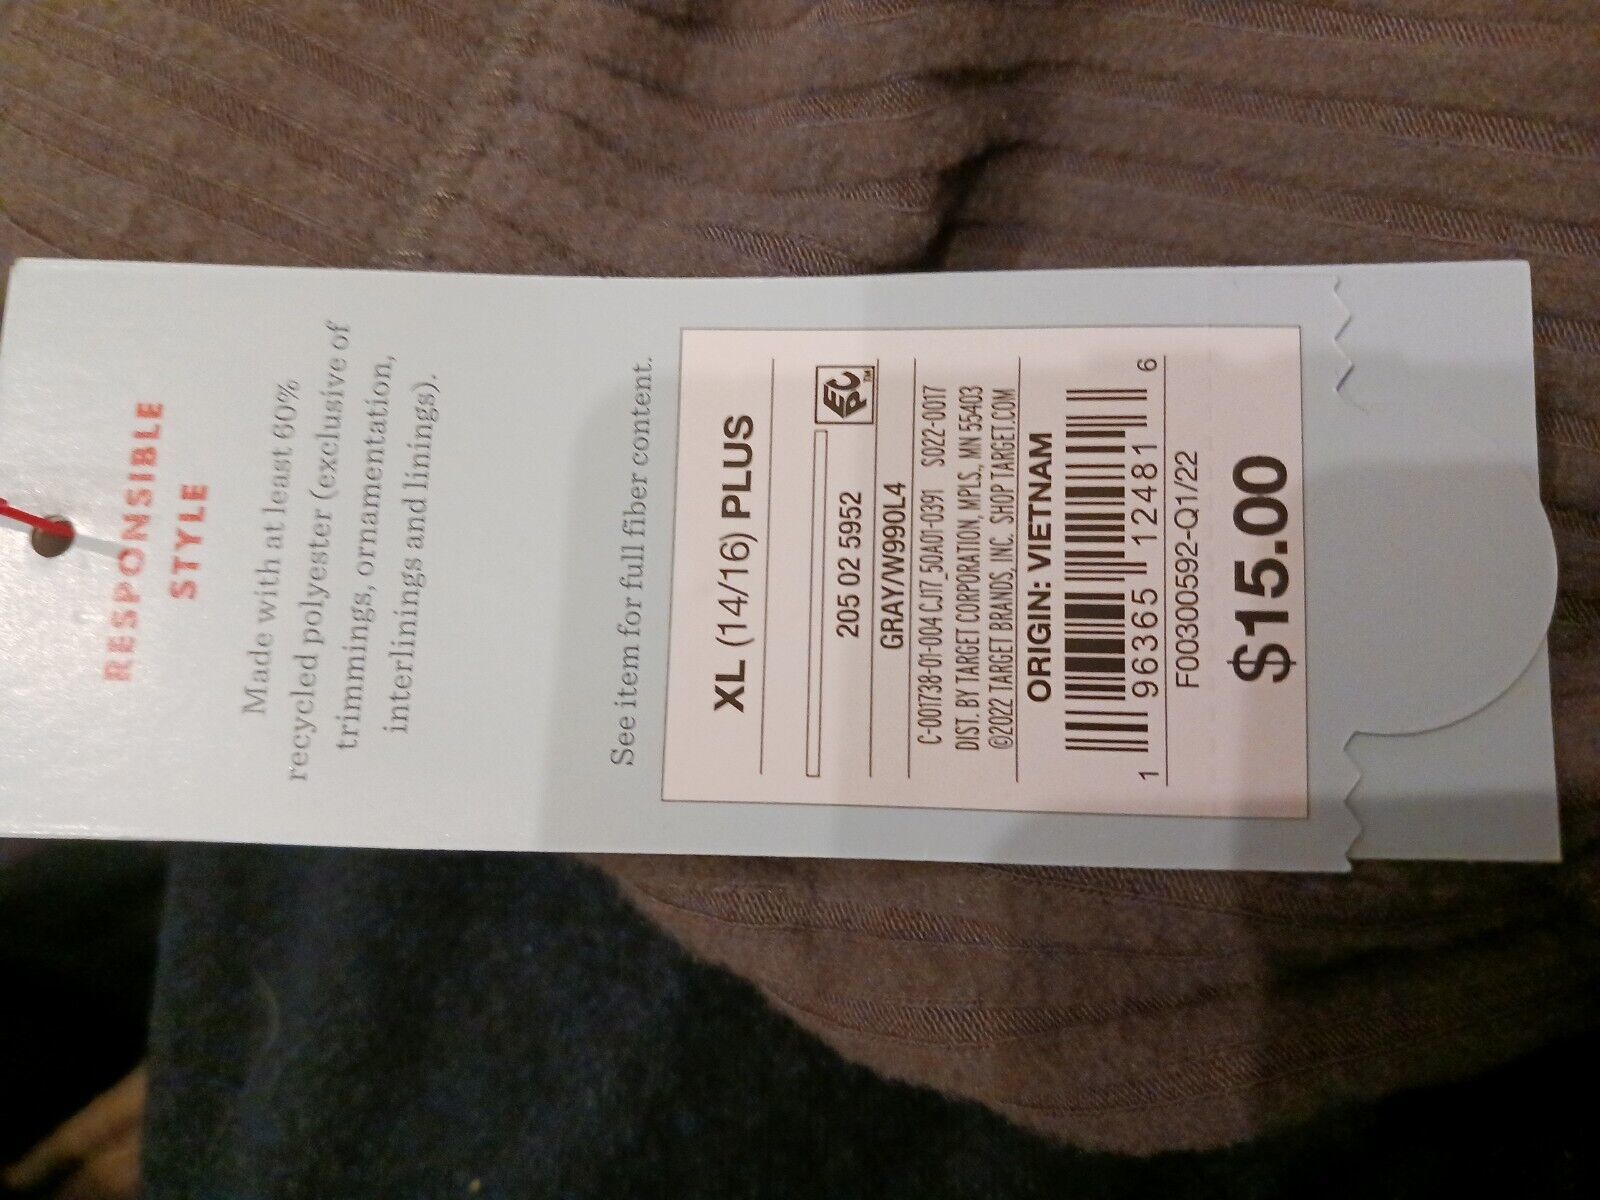 RESPONSIBLE
STYLE
Made with at least 60%
recycled polyester (exclusive of
trimmings, ornamentation,
interlinings and linings).
See item for full fiber content.
XL (14/16) PLUS
EPC™
205 02 5952
GRAY/W990L4
C-001738-01-004 CJ17_50A01-0391 S022-0017
DIST. BY TARGET CORPORATION, MPLS., MN 55403
©2022 TARGET BRANDS, INC. SHOP TARGET.COM
ORIGIN: VIETNAM
1 96365 12481 6
F00300592-Q1/22
$15.00